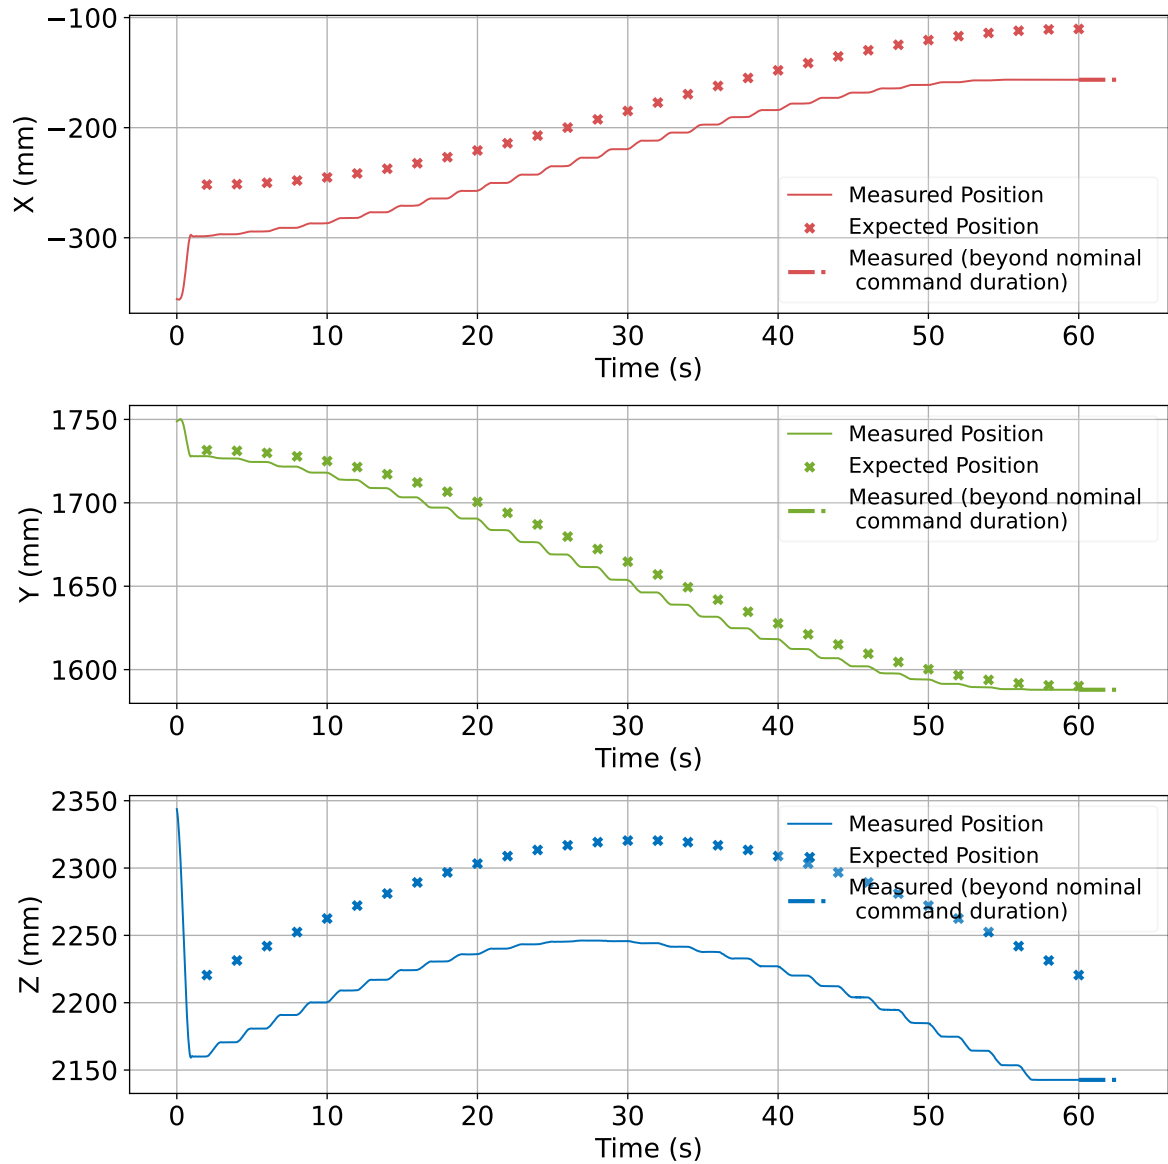 −100
−200
−300
X (mm)
Measured Position
Expected Position
Measured (beyond nominal
command duration)
0 10 20 30 40 50 60
Time (s)
1750
1700
1650
1600
Y (mm)
Measured Position
Expected Position
Measured (beyond nominal
command duration)
0 10 20 30 40 50 60
Time (s)
2350
2300
2250
2200
2150
Z (mm)
Measured Position
Expected Position
Measured (beyond nominal
command duration)
0 10 20 30 40 50 60
Time (s)